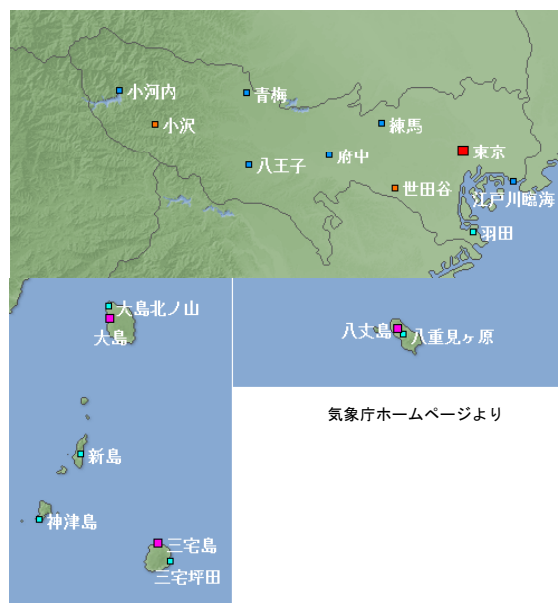 小河内
青梅
小沢
練馬
東京
八王子
府中
世田谷
江戸川臨海
羽田
大島北ノ山
大島
八丈島
八重見ヶ原
気象庁ホームページより
新島
神津島
三宅島
三宅坪田